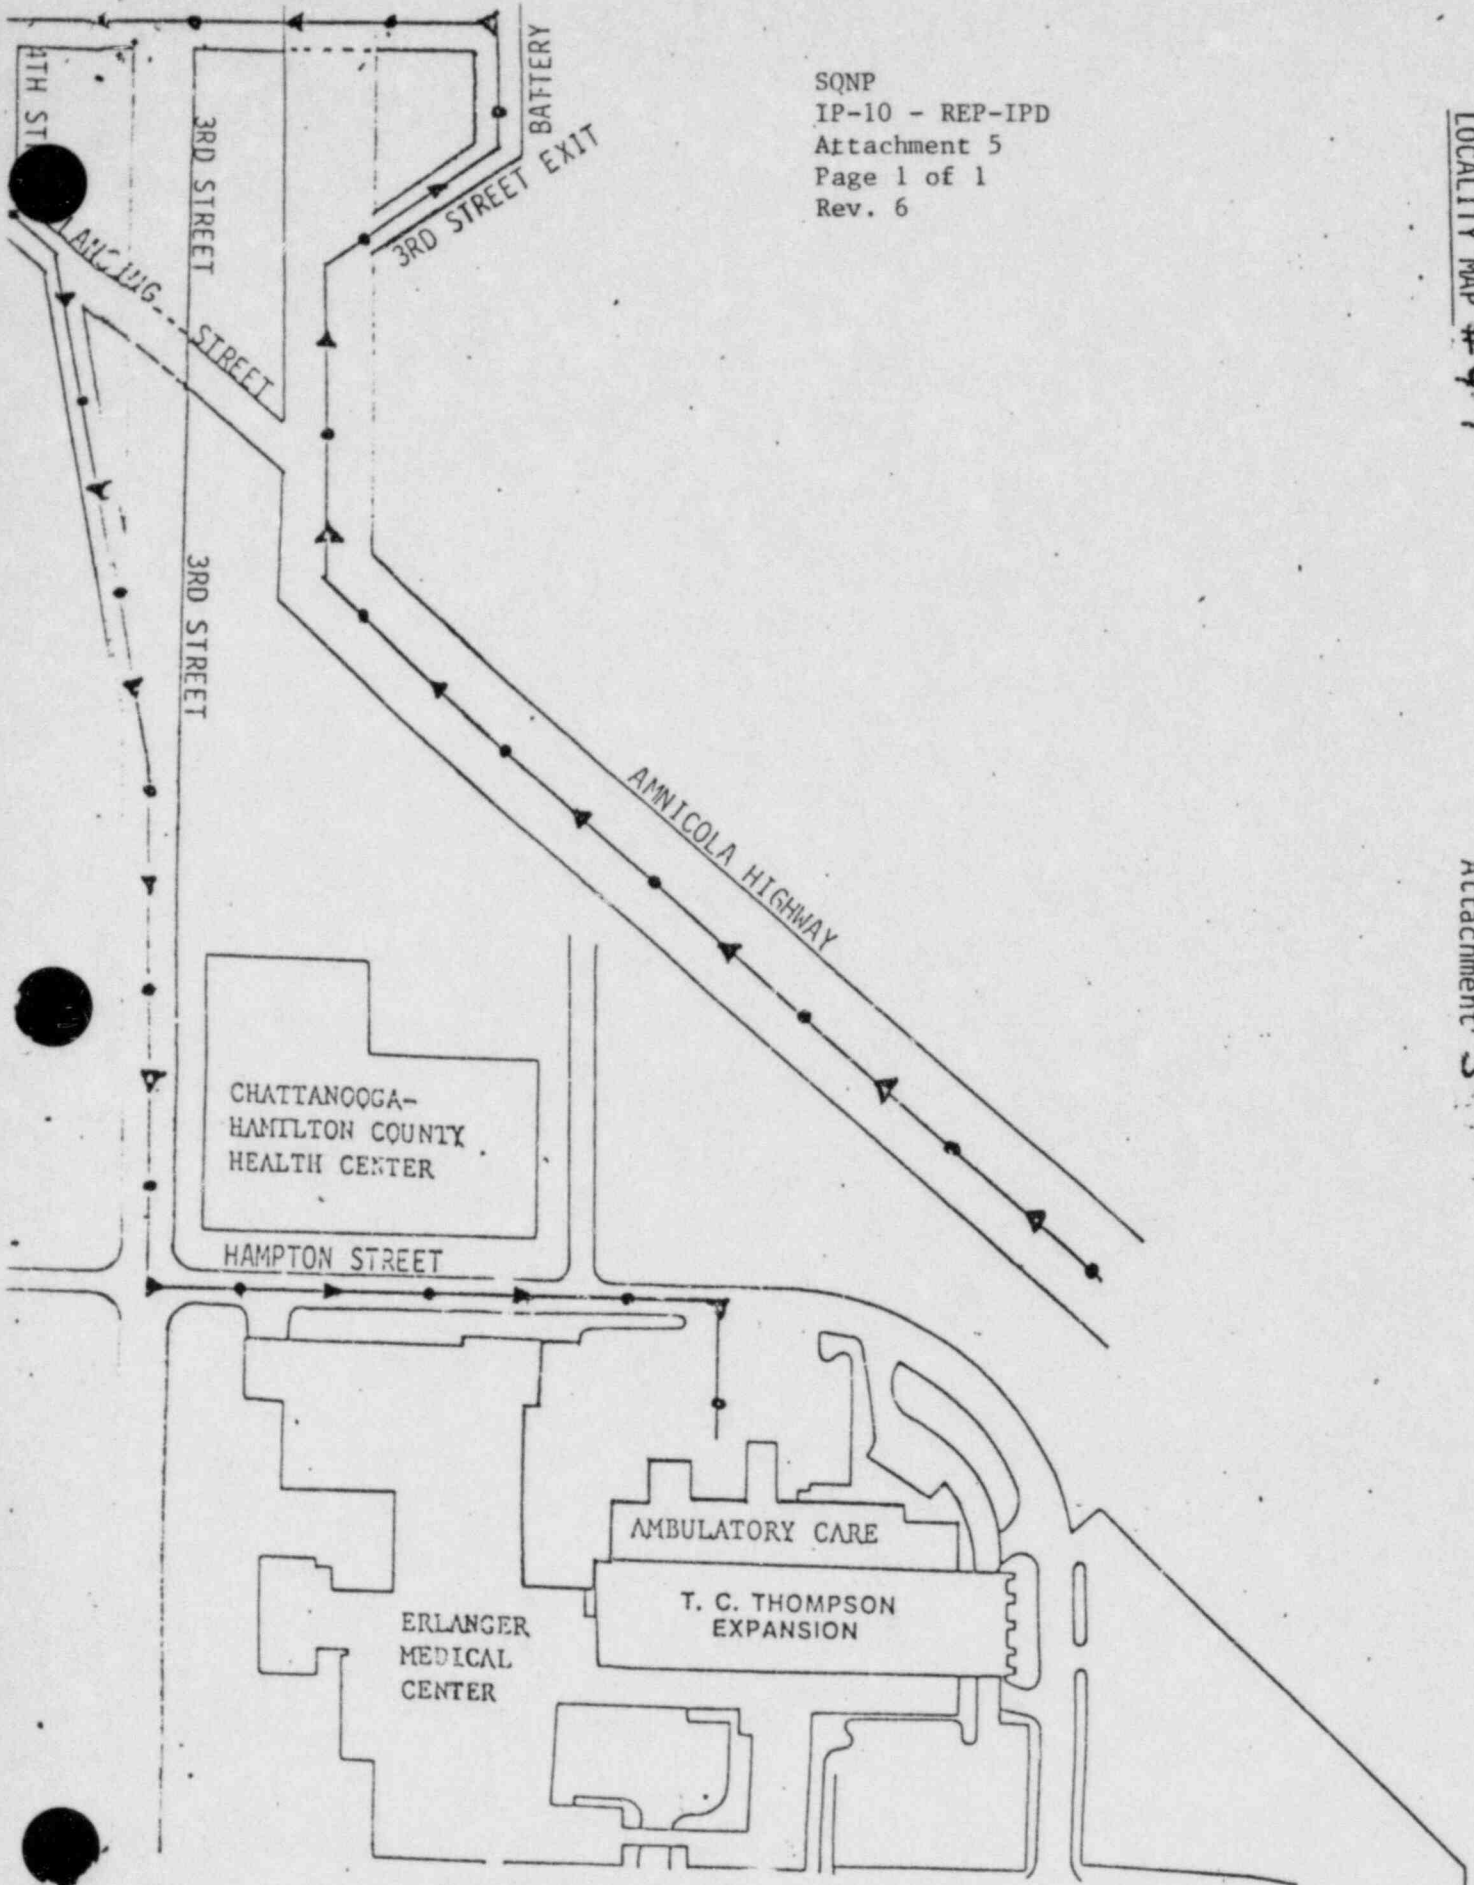 SQNP
IP-10 - REP-IPD
Attachment 5
Page 1 of 1
Rev. 6
LOCALITY MAP #
Attachment 5
BATTERY
3RD STREET EXIT
4TH
3RD STREET
STREET
3RD STREET
AMNICOLA HIGHWAY
CHATTANOOGA-
HAMILTON COUNTY
HEALTH CENTER
HAMPTON STREET
AMBULATORY CARE
T. C. THOMPSON
EXPANSION
ERLANGER
MEDICAL
CENTER